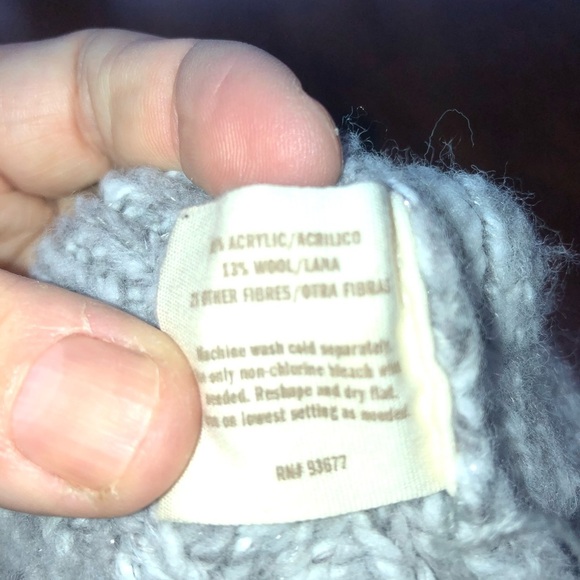 ACRYLIC/ACRILICO
13% WOOL/LANA
OTHER FIBRES/OTRA FIBRAS
Machine wash cold separately.
only non-chlorine bleach when
needed. Reshape and dry flat.
on lowest setting as needed.
RN# 93677